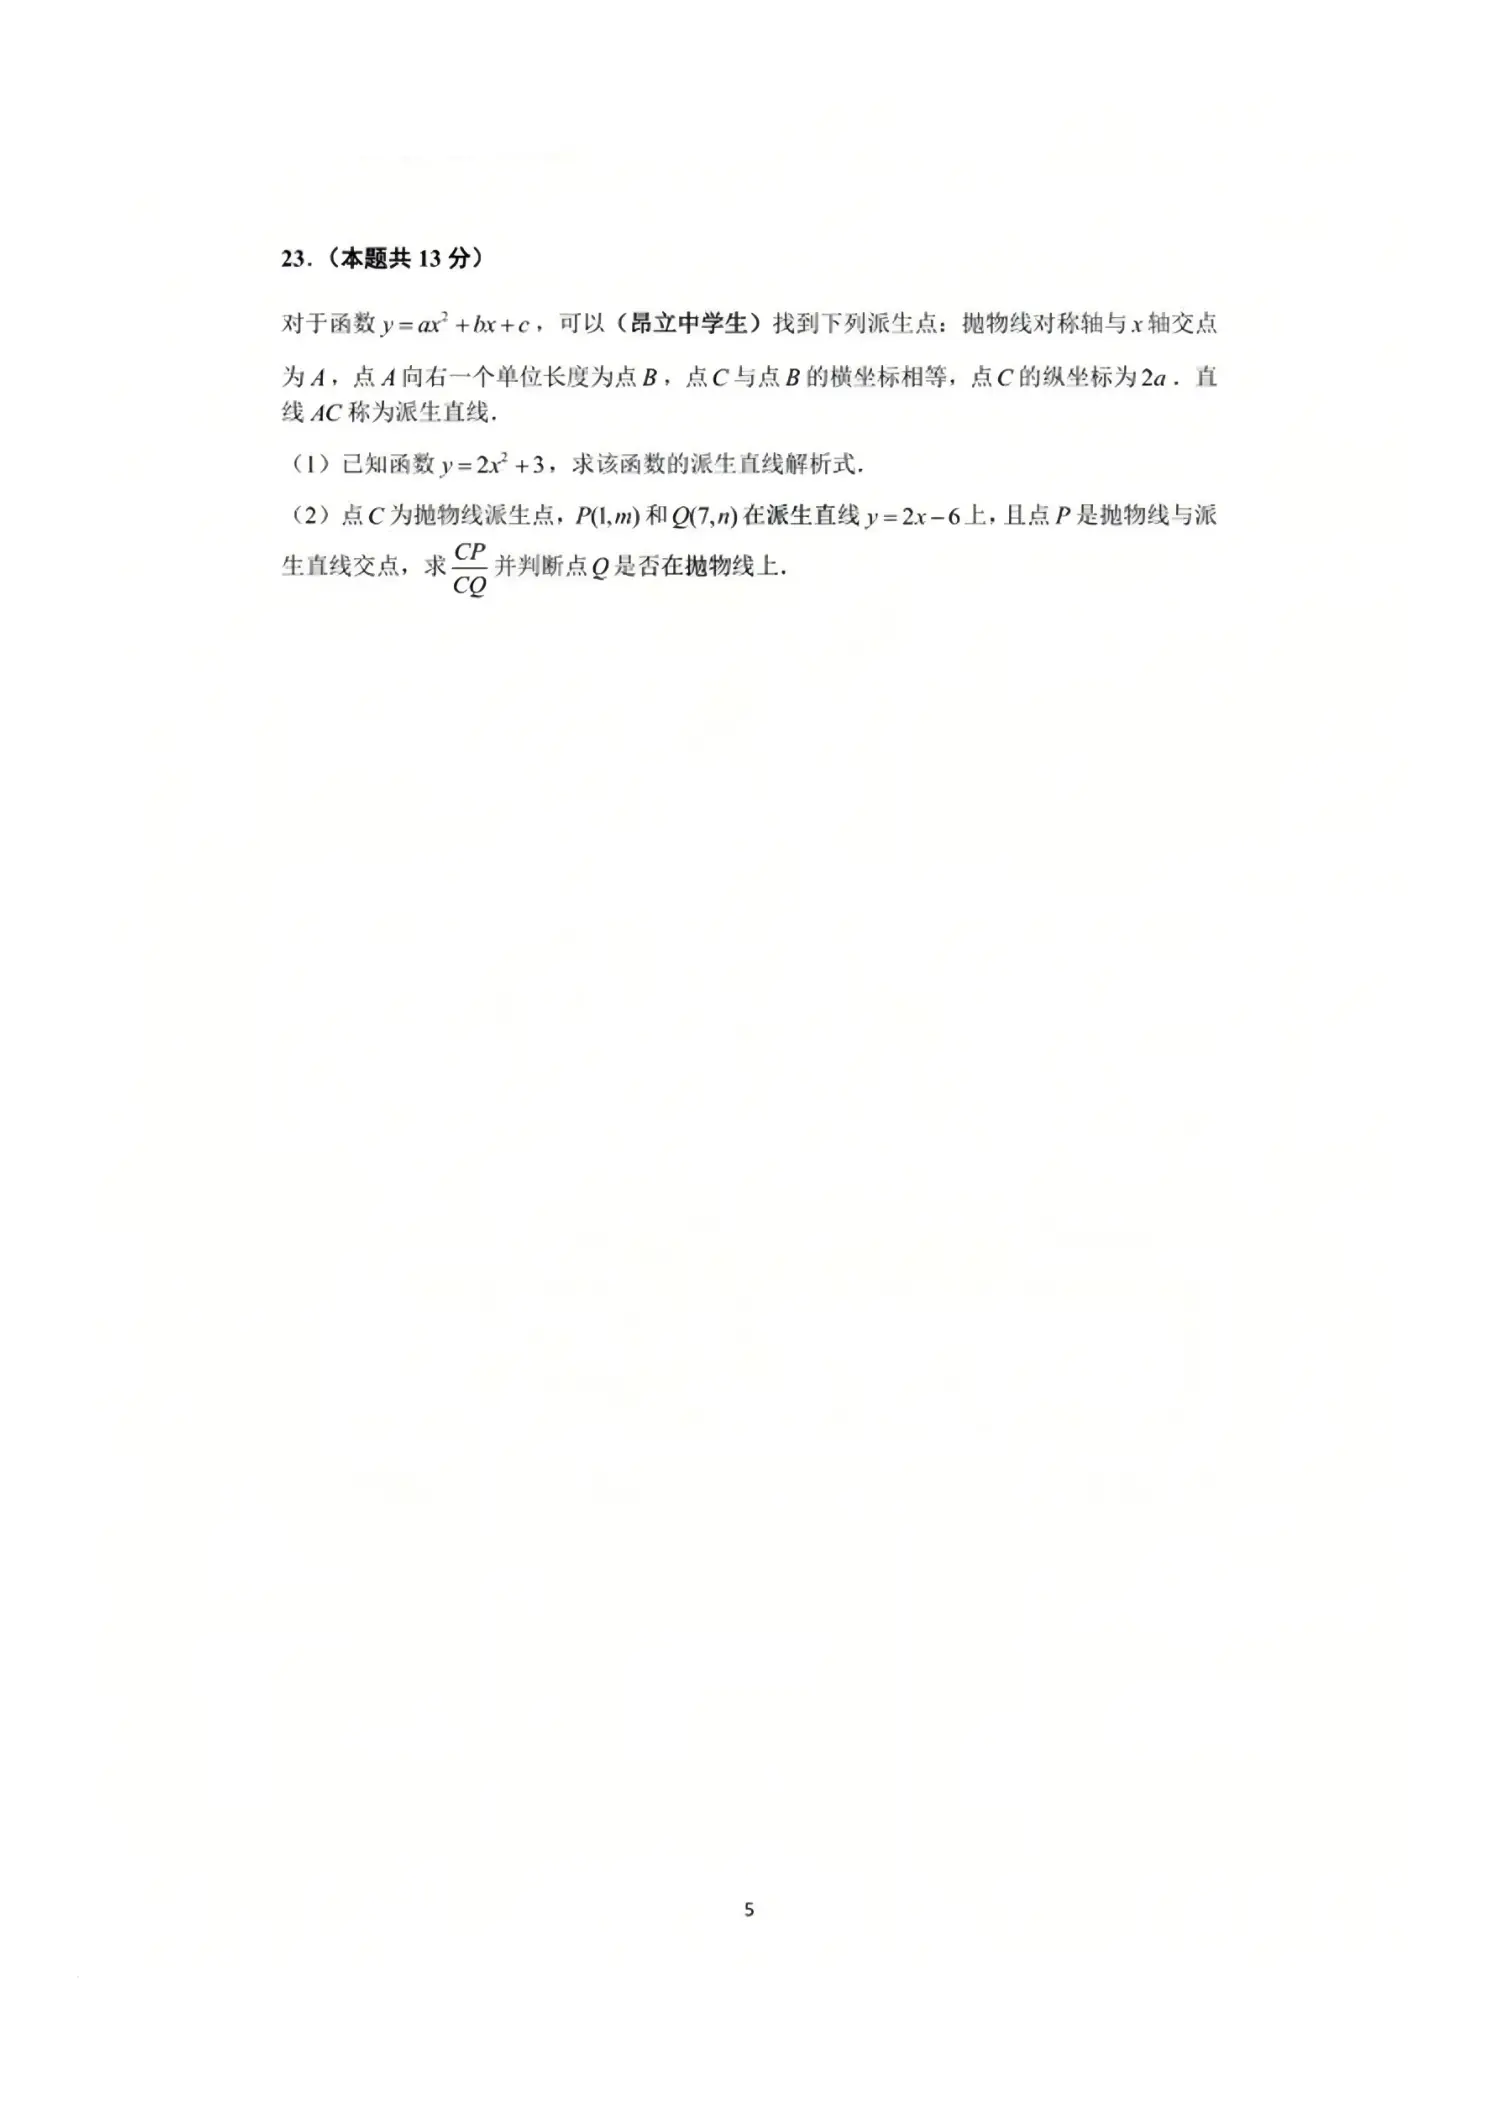 23.（本题共 13 分）
对于函数 y = ax² + bx + c，可以（昂立中学生）找到下列派生点：抛物线对称轴与 x 轴交点
为 A，点 A 向右一个单位长度为点 B，点 C 与点 B 的横坐标相等，点 C 的纵坐标为 2a．直
线 AC 称为派生直线．
（1）已知函数 y = 2x² + 3，求该函数的派生直线解析式．
（2）点 C 为抛物线派生点，P(1,m) 和 Q(7,n) 在派生直线 y = 2x − 6 上，且点 P 是抛物线与派
生直线交点，求 CP/CQ 并判断点 Q 是否在抛物线上．
5